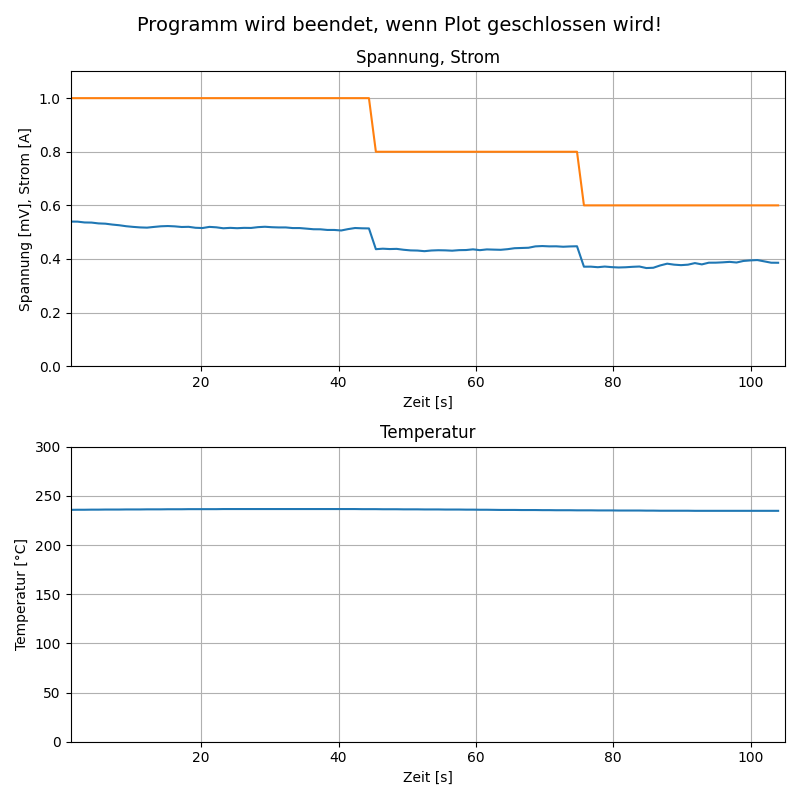 Programm wird beendet, wenn Plot geschlossen wird!
Spannung, Strom
Spannung [mV], Strom [A]
1.0
0.8
0.6
0.4
0.2
0.0
20 40 60 80 100
Zeit [s]
Temperatur
Temperatur [°C]
300
250
200
150
100
50
0
20 40 60 80 100
Zeit [s]